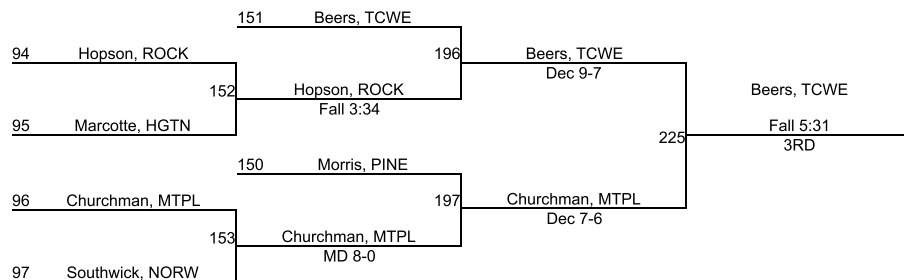 151 Beers, TCWE
94 Hopson, ROCK
196 Beers, TCWE
Dec 9-7
152 Hopson, ROCK
Fall 3:34
Beers, TCWE
95 Marcotte, HGTN
Fall 5:31
3RD
225
150 Morris, PINE
96 Churchman, MTPL
197 Churchman, MTPL
Dec 7-6
153 Churchman, MTPL
MD 8-0
97 Southwick, NORW